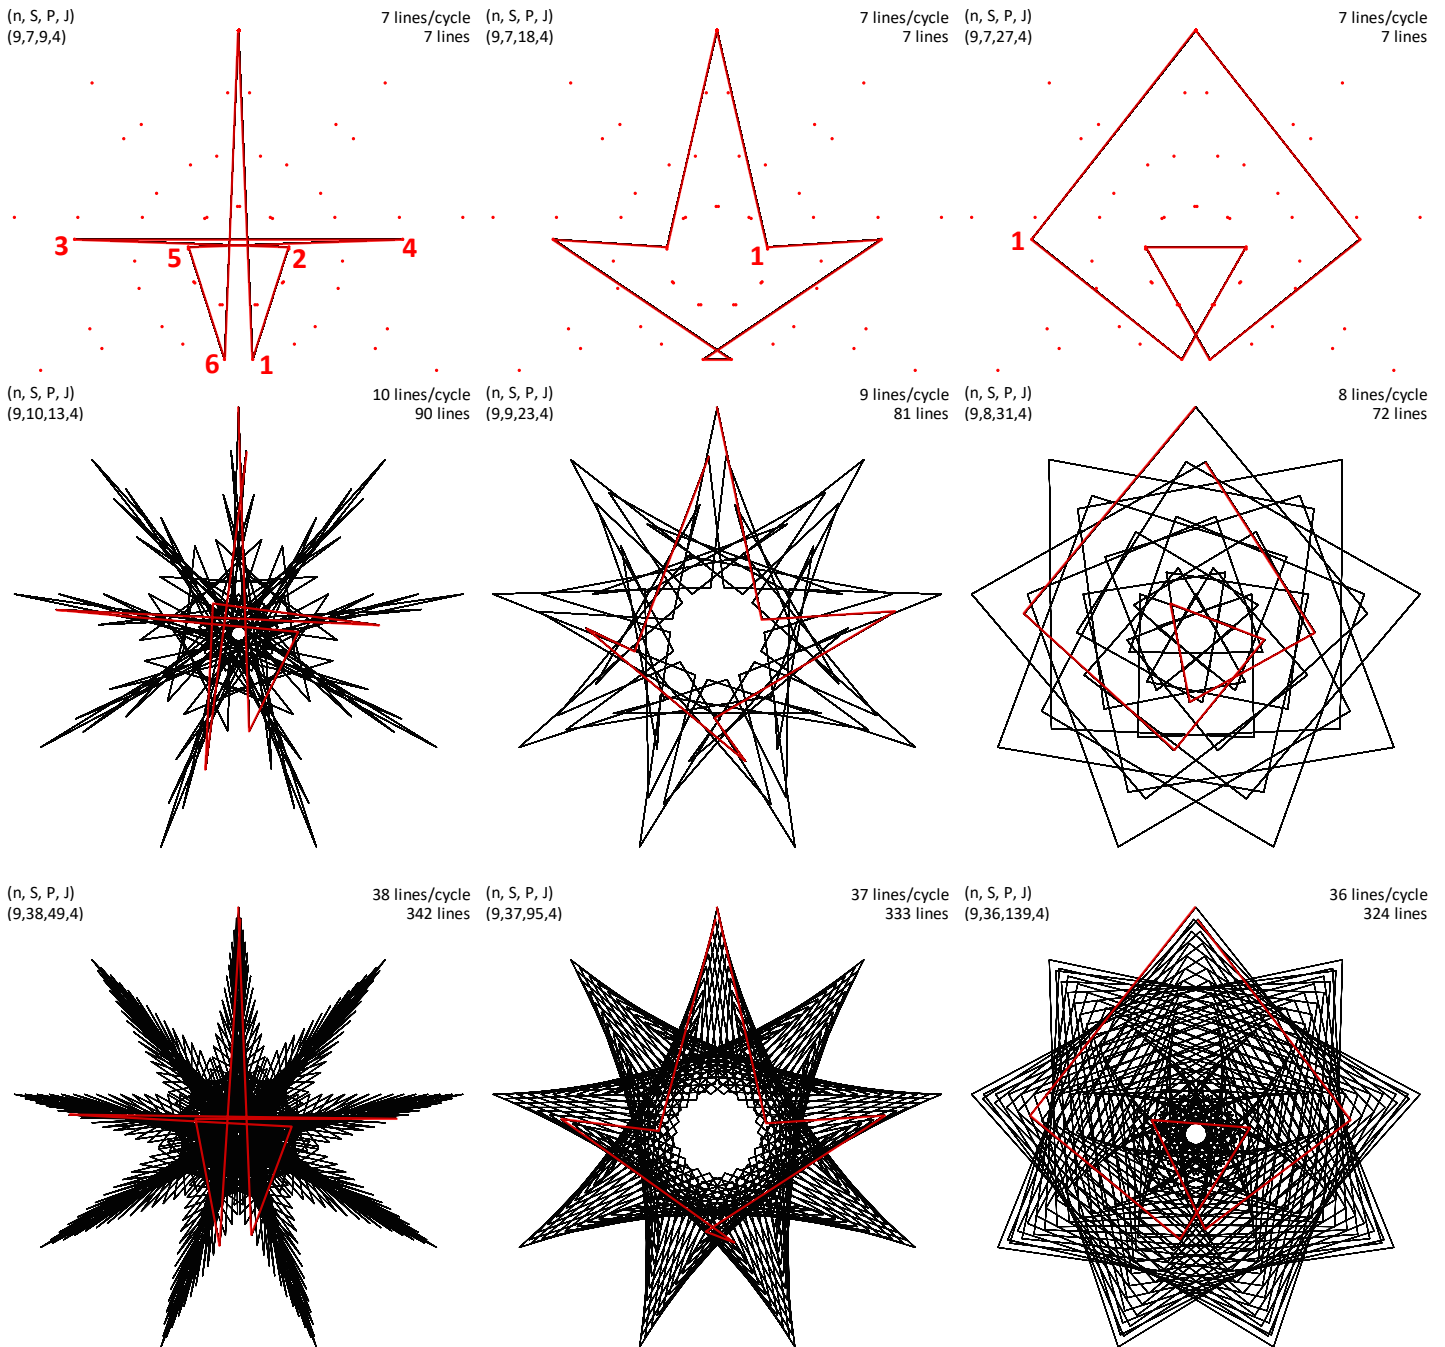 (n, S, P, J)
(9,7,9,4)
7 lines/cycle
7 lines
3
4
5
2
6
1
(n, S, P, J)
(9,7,18,4)
7 lines/cycle
7 lines
1
(n, S, P, J)
(9,7,27,4)
7 lines/cycle
7 lines
1
(n, S, P, J)
(9,10,13,4)
10 lines/cycle
90 lines
(n, S, P, J)
(9,9,23,4)
9 lines/cycle
81 lines
(n, S, P, J)
(9,8,31,4)
8 lines/cycle
72 lines
(n, S, P, J)
(9,38,49,4)
38 lines/cycle
342 lines
(n, S, P, J)
(9,37,95,4)
37 lines/cycle
333 lines
(n, S, P, J)
(9,36,139,4)
36 lines/cycle
324 lines